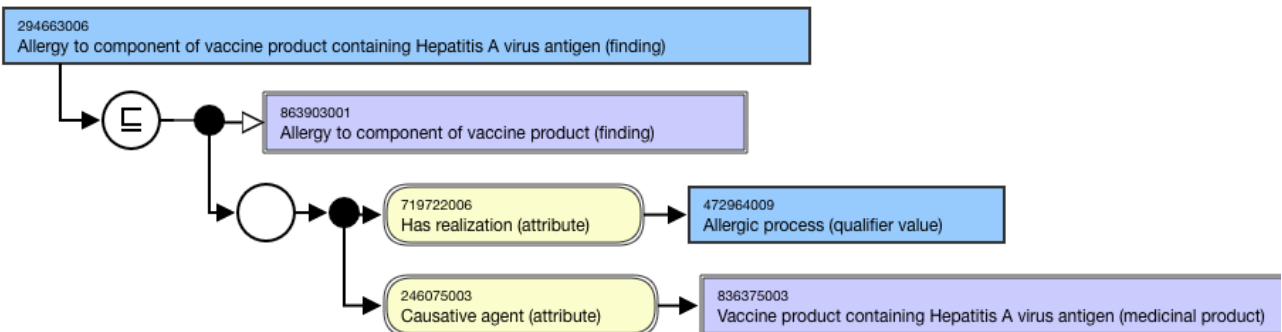 294663006
Allergy to component of vaccine product containing Hepatitis A virus antigen (finding)
⊑
863903001
Allergy to component of vaccine product (finding)
719722006
Has realization (attribute)
472964009
Allergic process (qualifier value)
246075003
Causative agent (attribute)
836375003
Vaccine product containing Hepatitis A virus antigen (medicinal product)